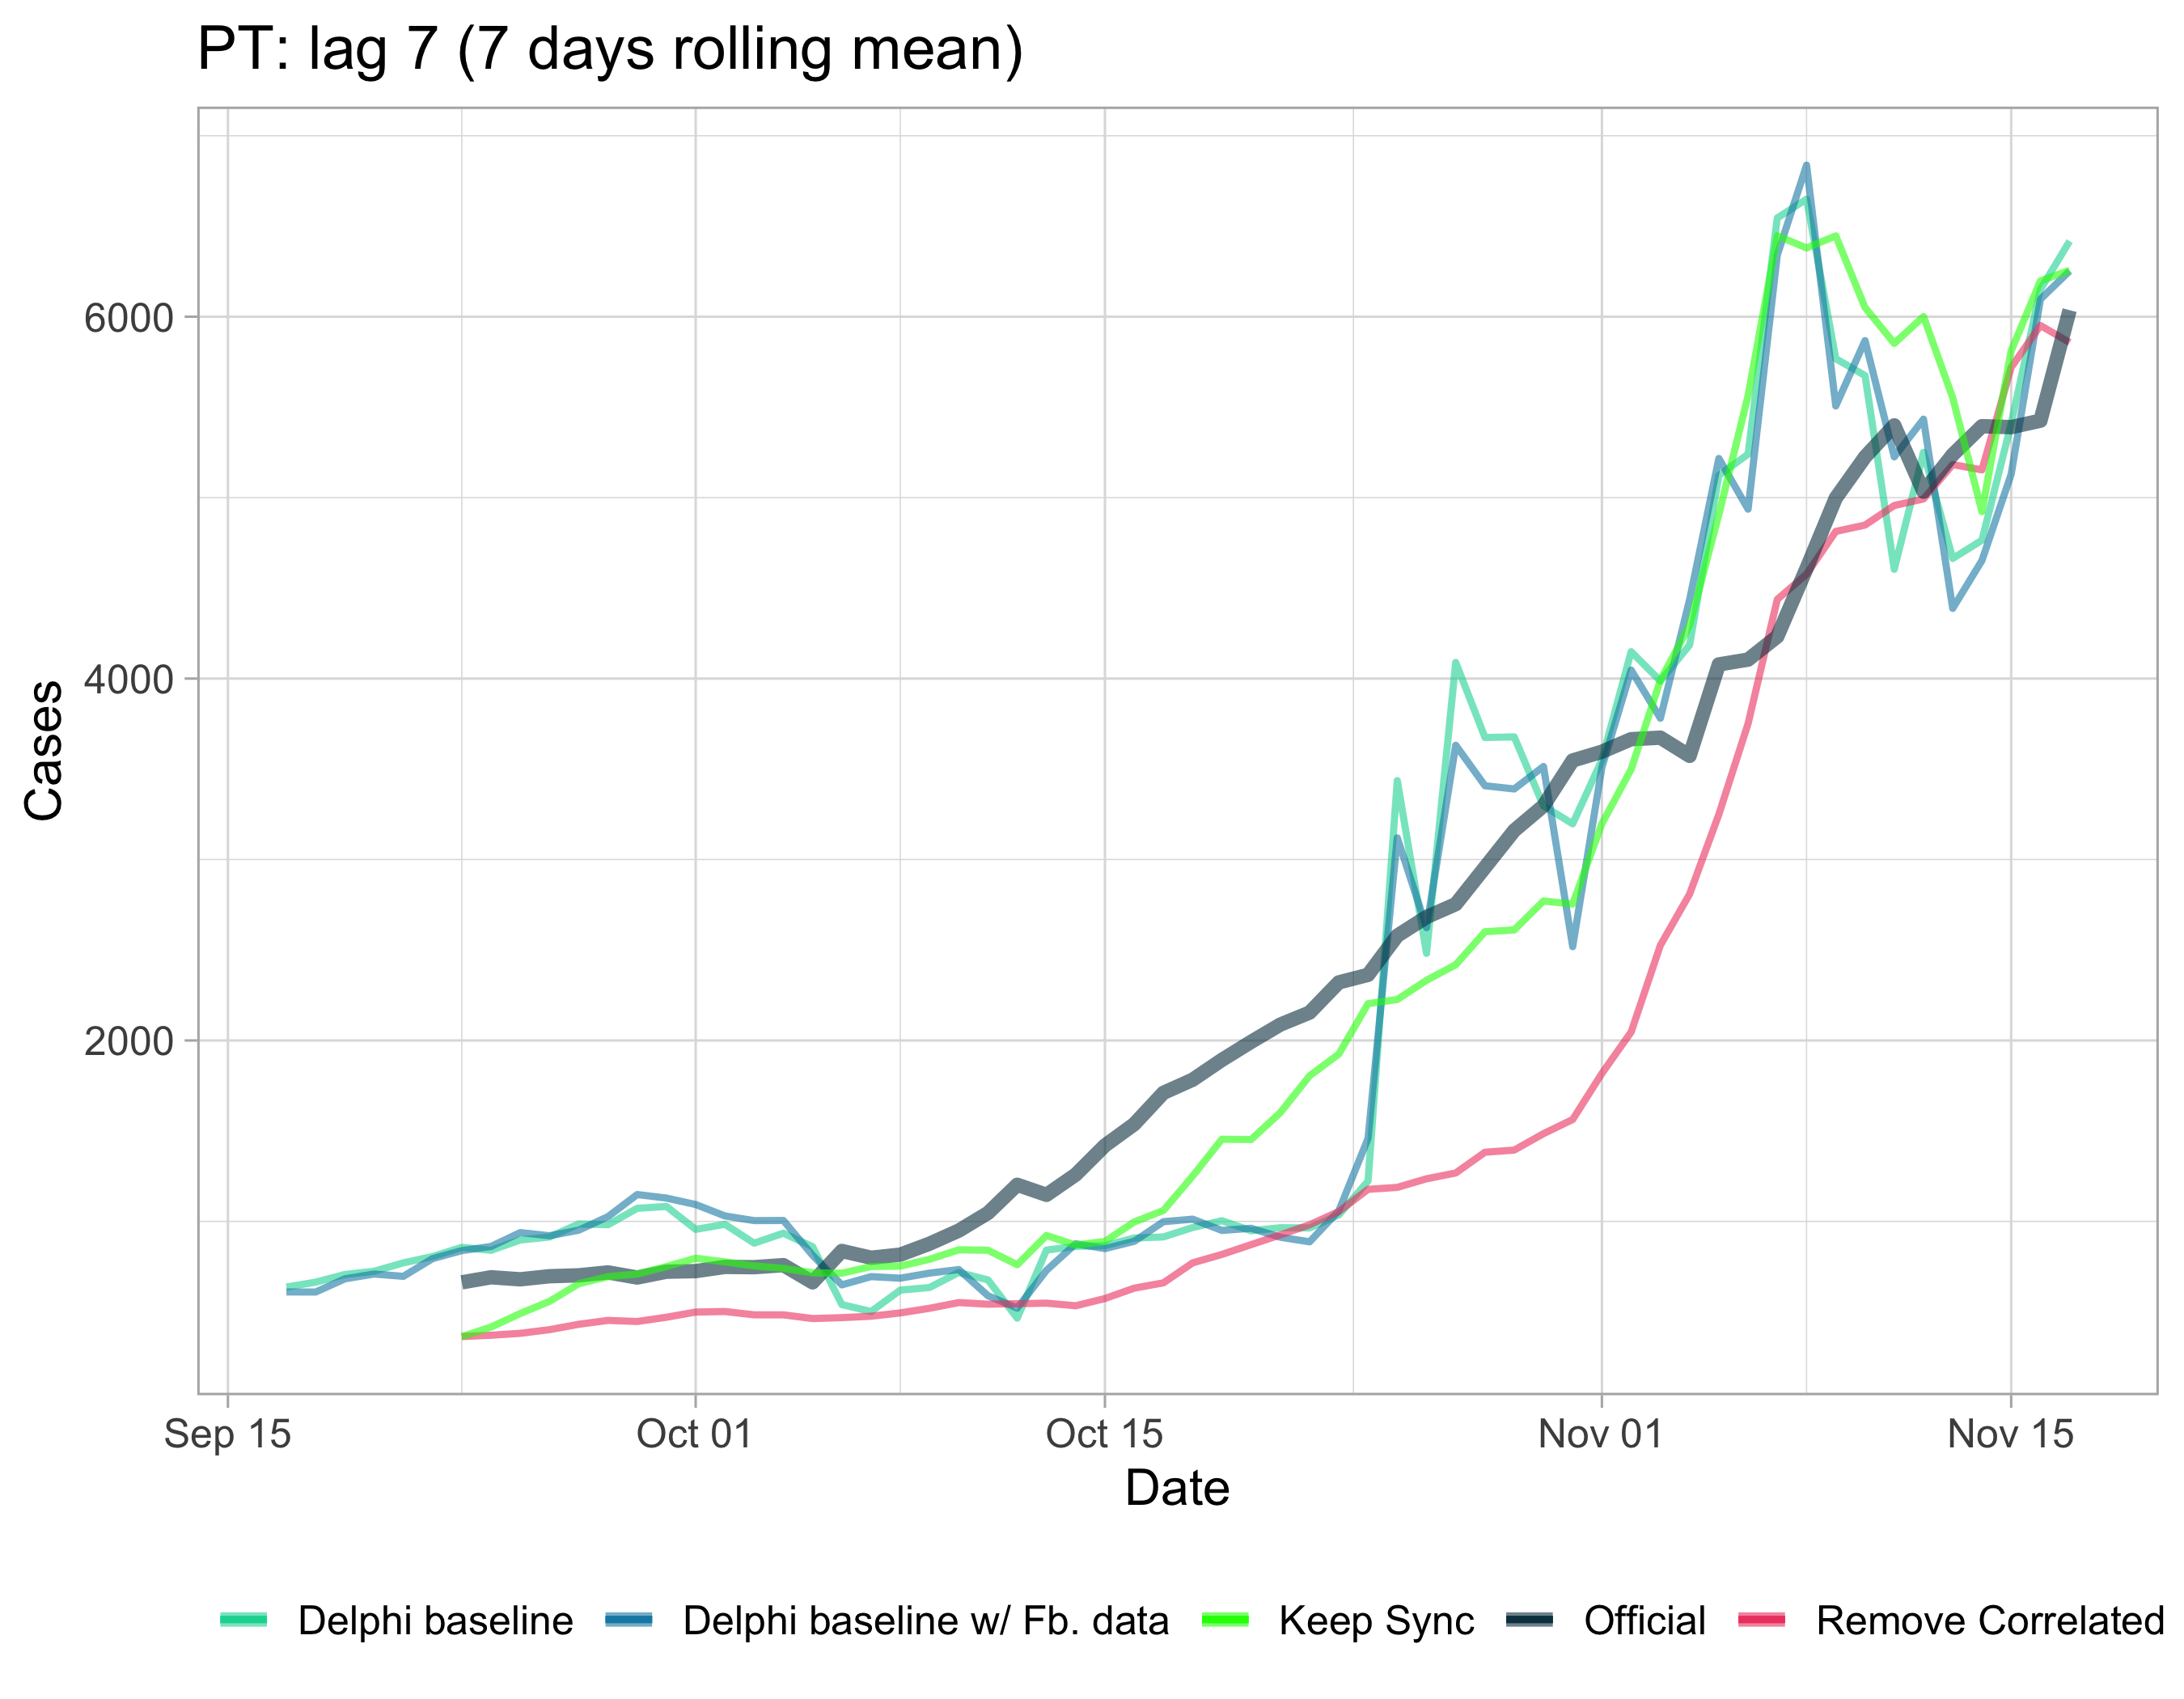 PT: lag 7 (7 days rolling mean)
Cases
6000
4000
2000
Sep 15 Oct 01 Oct 15 Nov 01 Nov 15
Date
Delphi baseline Delphi baseline w/ Fb. data Keep Sync Official Remove Correlated